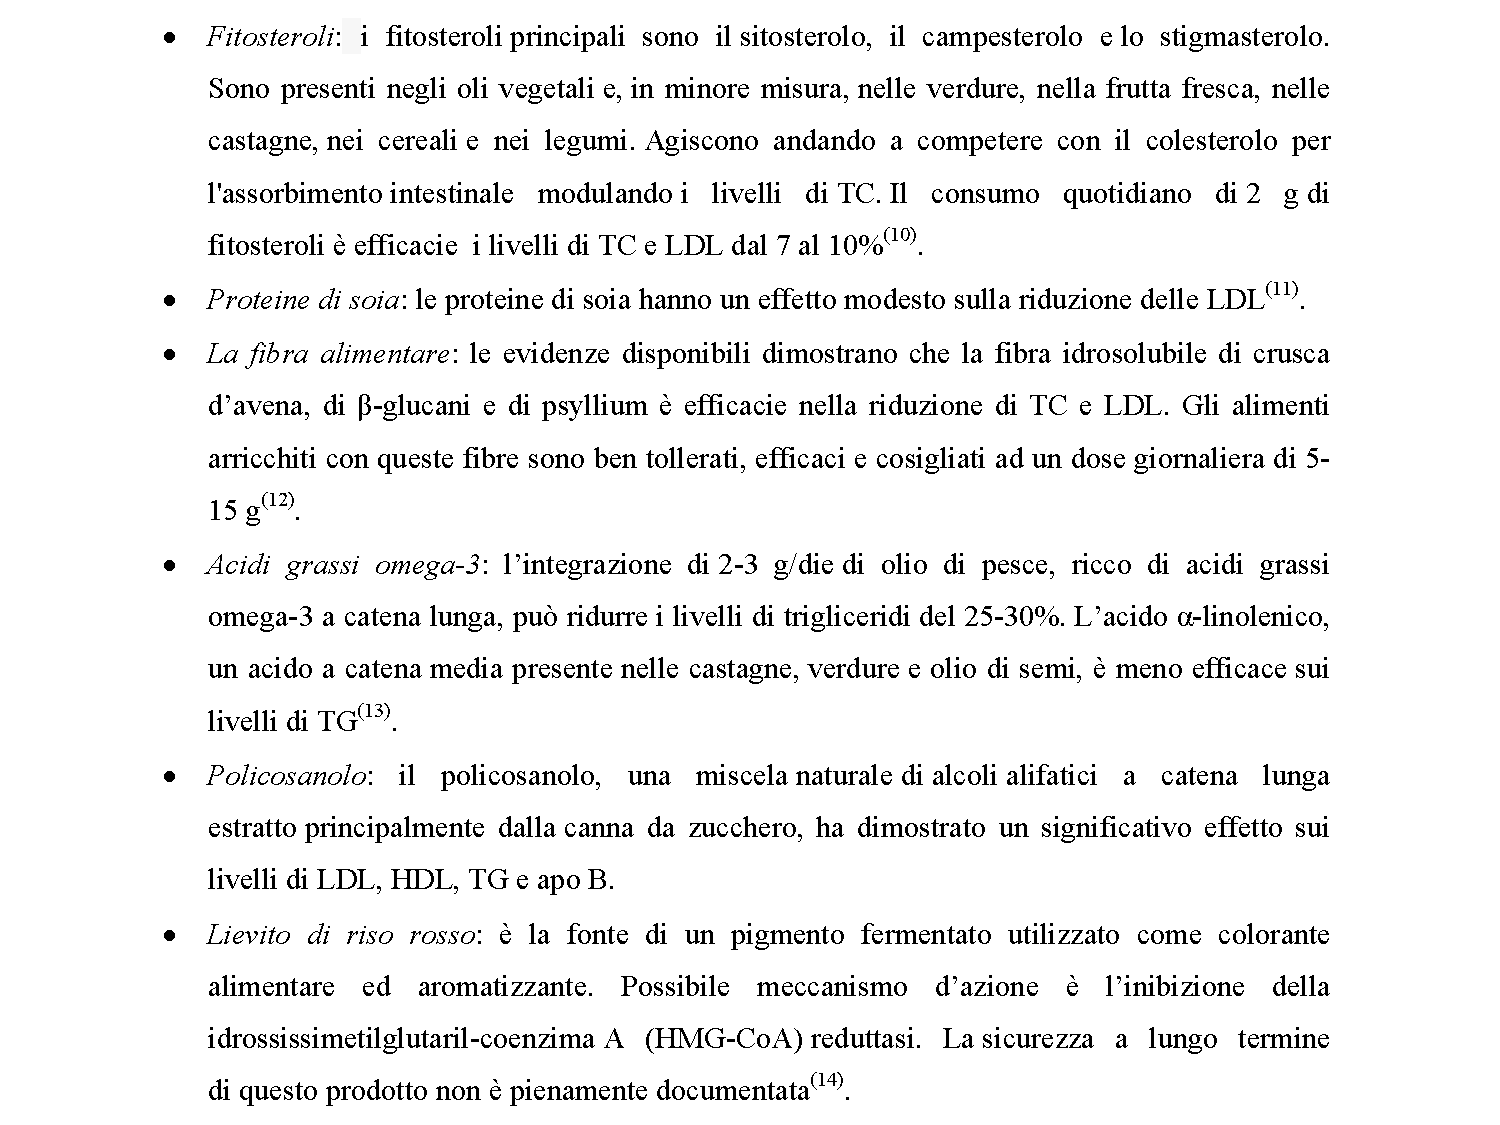 • Fitosteroli: i fitosteroli principali sono il sitosterolo, il campesterolo e lo stigmasterolo.
Sono presenti negli oli vegetali e, in minore misura, nelle verdure, nella frutta fresca, nelle
castagne, nei cereali e nei legumi. Agiscono andando a competere con il colesterolo per
l'assorbimento intestinale modulando i livelli di TC. Il consumo quotidiano di 2 g di
fitosteroli è efficacie i livelli di TC e LDL dal 7 al 10%(10).
• Proteine di soia: le proteine di soia hanno un effetto modesto sulla riduzione delle LDL(11).
• La fibra alimentare: le evidenze disponibili dimostrano che la fibra idrosolubile di crusca
d’avena, di β-glucani e di psyllium è efficacie nella riduzione di TC e LDL. Gli alimenti
arricchiti con queste fibre sono ben tollerati, efficaci e cosigliati ad un dose giornaliera di 5-
15 g(12).
• Acidi grassi omega-3: l’integrazione di 2-3 g/die di olio di pesce, ricco di acidi grassi
omega-3 a catena lunga, può ridurre i livelli di trigliceridi del 25-30%. L’acido α-linolenico,
un acido a catena media presente nelle castagne, verdure e olio di semi, è meno efficace sui
livelli di TG(13).
• Policosanolo: il policosanolo, una miscela naturale di alcoli alifatici a catena lunga
estratto principalmente dalla canna da zucchero, ha dimostrato un significativo effetto sui
livelli di LDL, HDL, TG e apo B.
• Lievito di riso rosso: è la fonte di un pigmento fermentato utilizzato come colorante
alimentare ed aromatizzante. Possibile meccanismo d’azione è l’inibizione della
idrossissimetilglutaril-coenzima A (HMG-CoA) reduttasi. La sicurezza a lungo termine
di questo prodotto non è pienamente documentata(14).